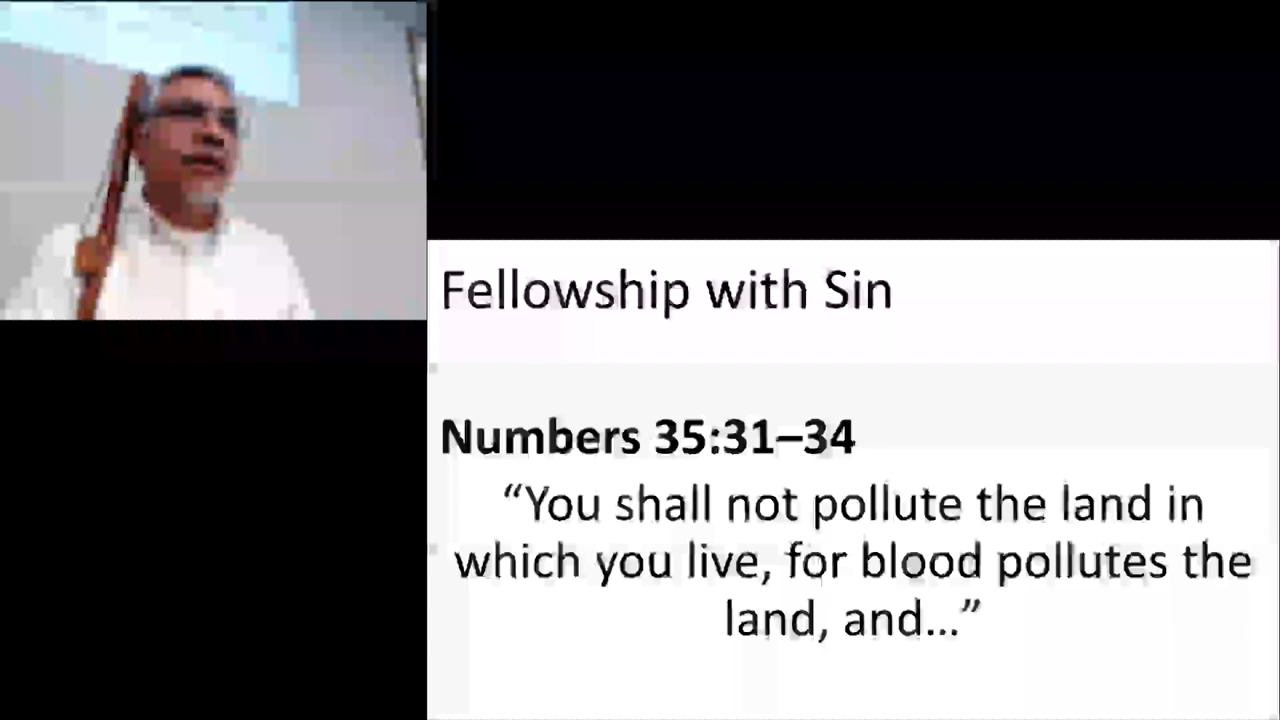 Fellowship with Sin
Numbers 35:31–34
“You shall not pollute the land in
which you live, for blood pollutes the
land, and…”